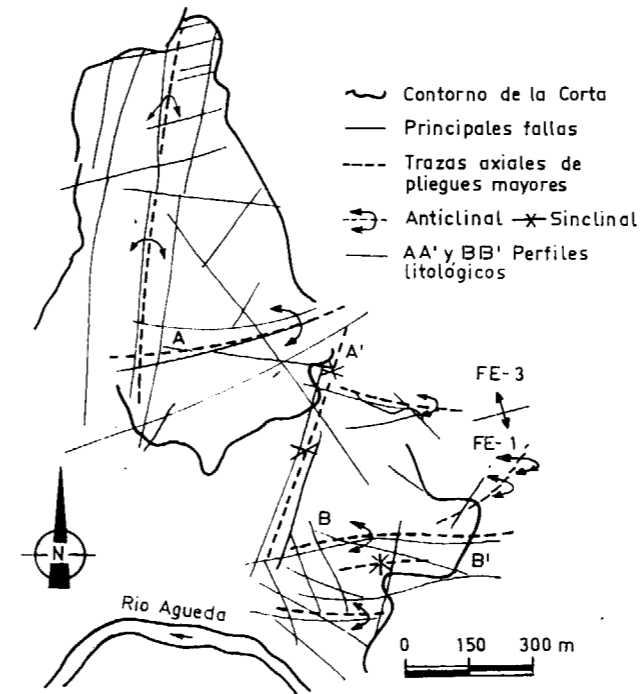 Contorno de la Corta
Principales fallas
Trazas axiales de
pliegues mayores
Anticlinal Sinclinal
AA' y BB' Perfiles
litológicos
A
A'
FE-3
FE-1
B
B'
N
Rio Agueda
0 150 300 m